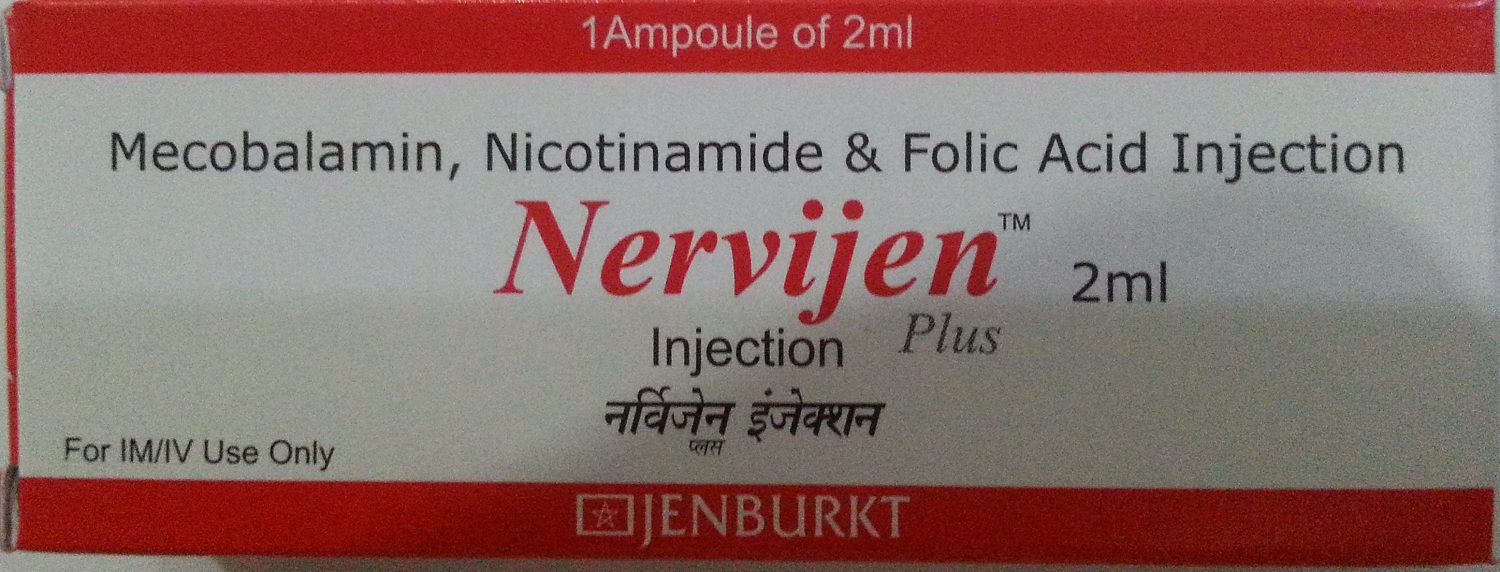 1Ampoule of 2ml
Mecobalamin, Nicotinamide & Folic Acid Injection
Nervijen™ 2ml
Injection Plus
नर्विजेन इंजेक्शन
प्लस
For IM/IV Use Only
JENBURKT